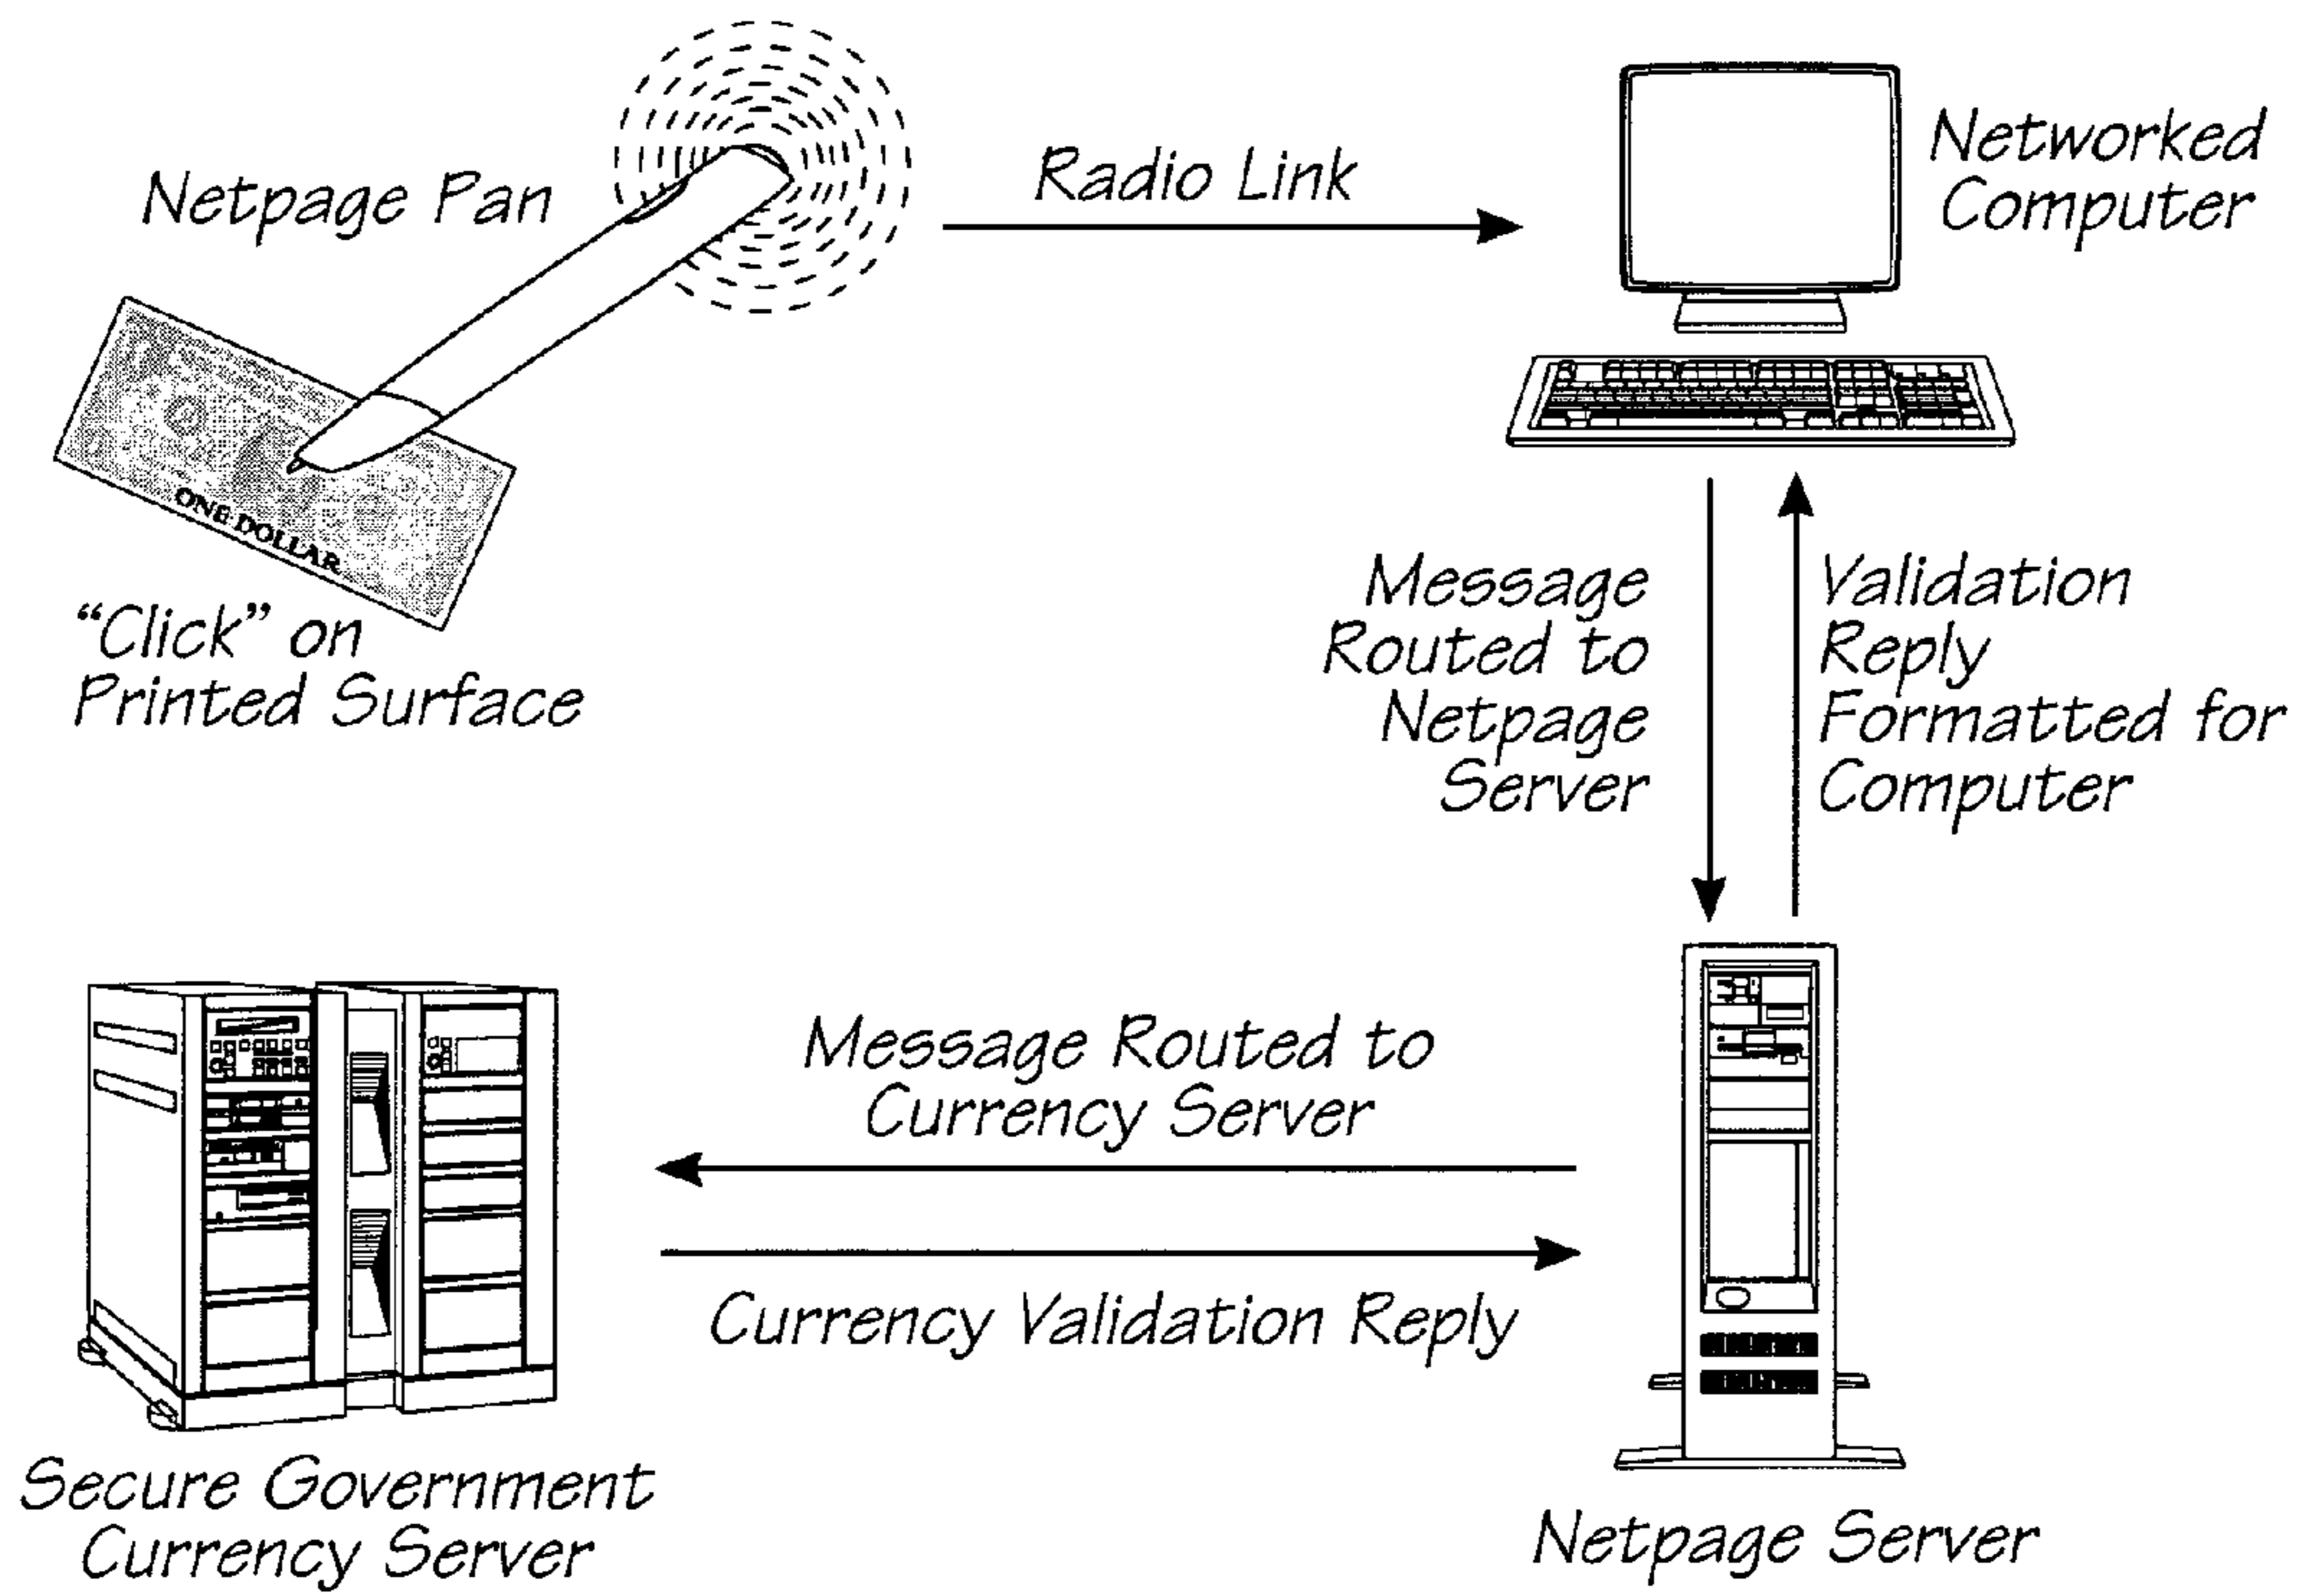 Netpage Pan
Radio Link
Networked
Computer
ONE DOLLAR
"Click" on
Printed Surface
Message
Routed to
Netpage
Server
Validation
Reply
Formatted for
Computer
Message Routed to
Currency Server
Currency Validation Reply
Secure Government
Currency Server
Netpage Server